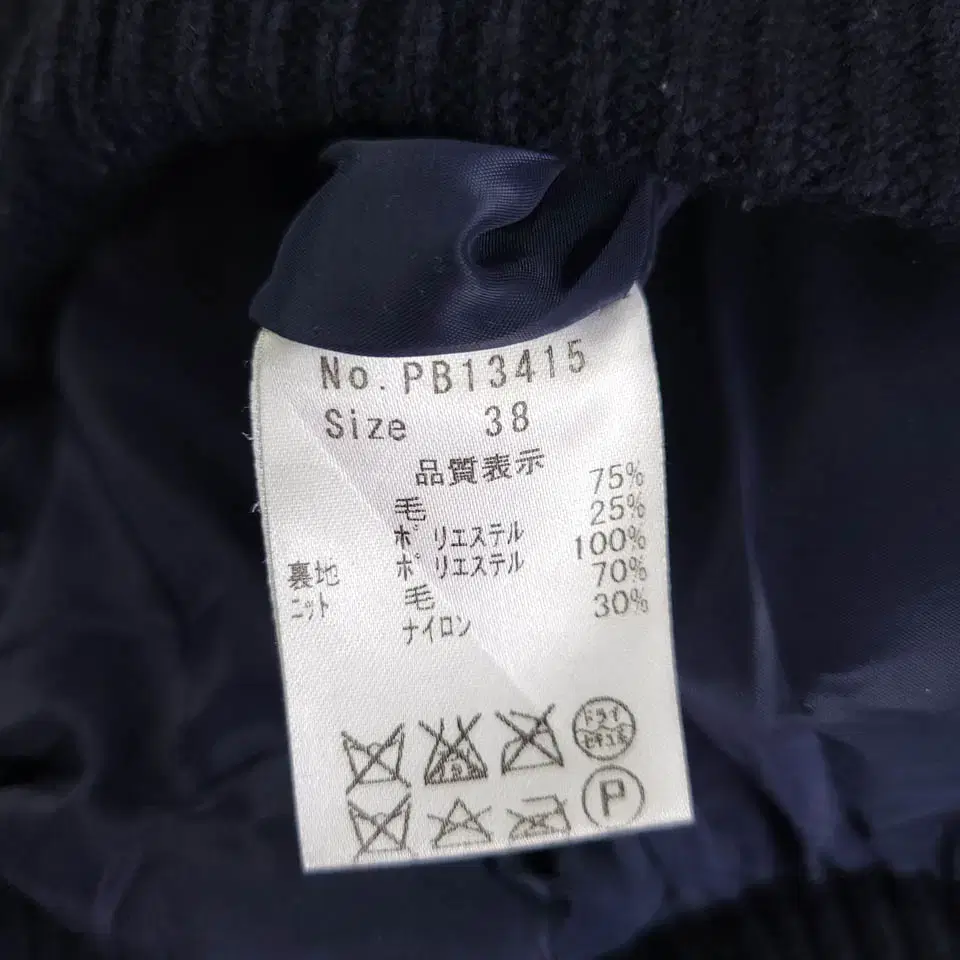 No. PB13415
Size 38
品質表示
毛 75%
ポリエステル 25%
裏地 ポリエステル 100%
ニット 毛 70%
ナイロン 30%
ドライ
セキユ系
P